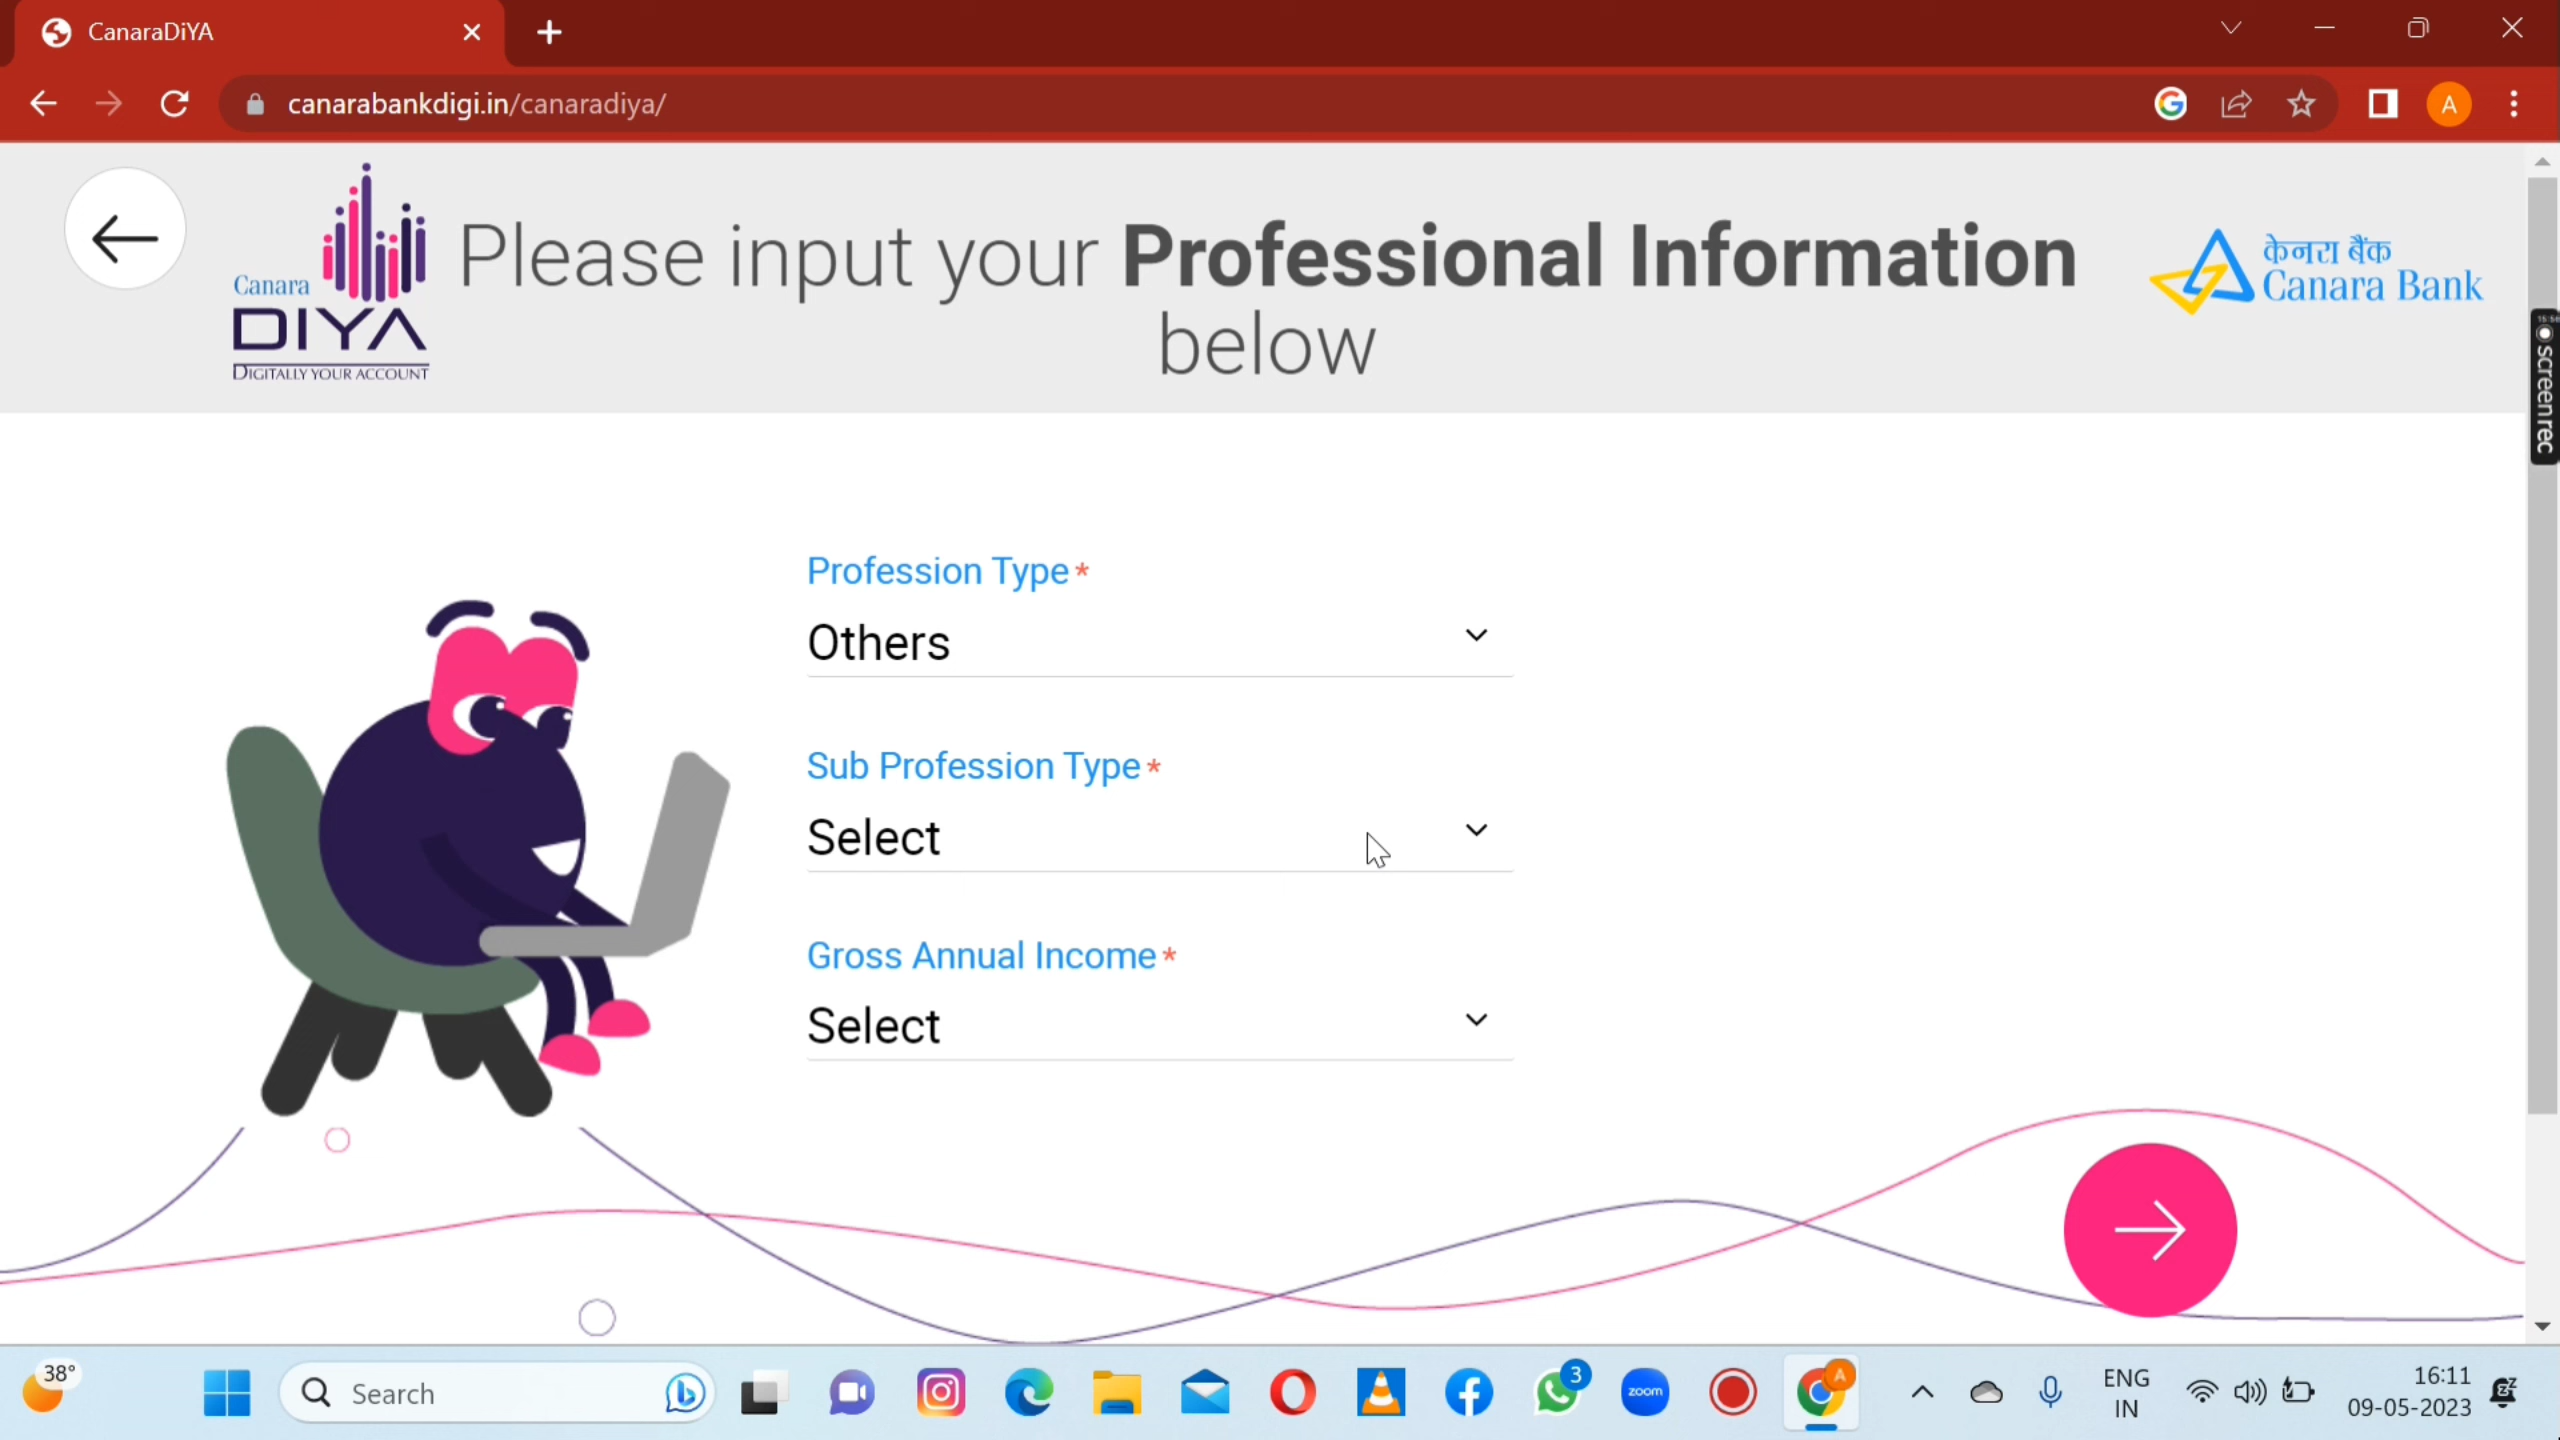 CanaraDiYA
canarabankdigi.in/canaradiya/
A
Canara
DIYA
DIGITALLY YOUR ACCOUNT
Please input your Professional Information
below
केनरा बैंक
Canara Bank
screenrec
Profession Type*
Others
Sub Profession Type*
Select
Gross Annual Income*
Select
38°
Search
3
zoom
A
ENG
IN
16:11
09-05-2023